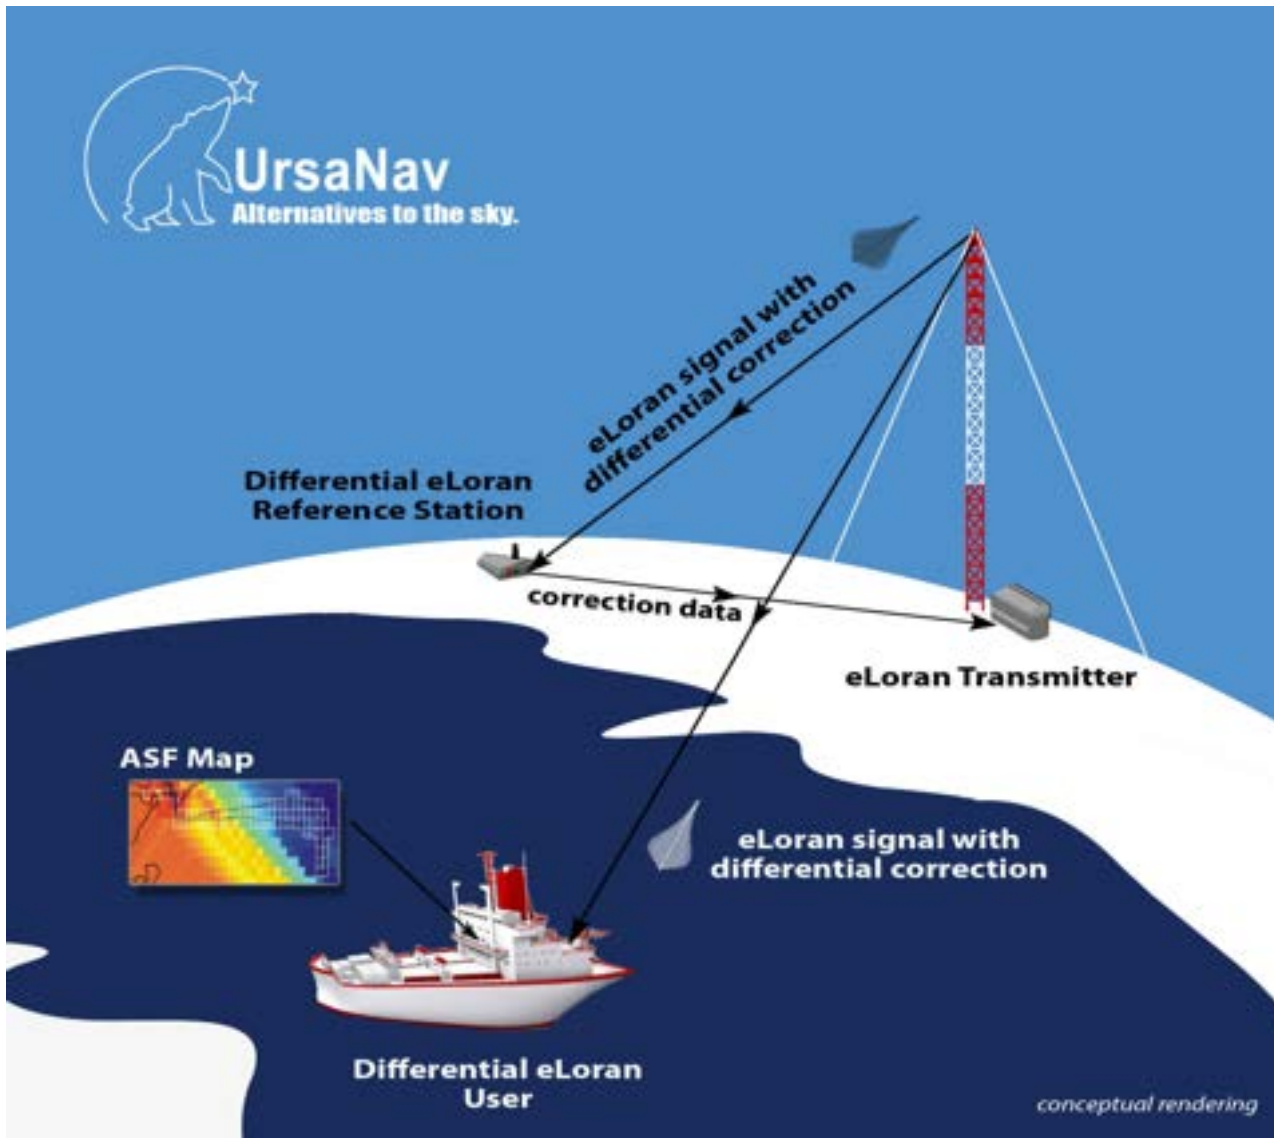 UrsaNav
Alternatives to the sky.
eLoran signal with
differential correction
Differential eLoran
Reference Station
correction data
eLoran Transmitter
ASF Map
eLoran signal with
differential correction
Differential eLoran
User
conceptual rendering